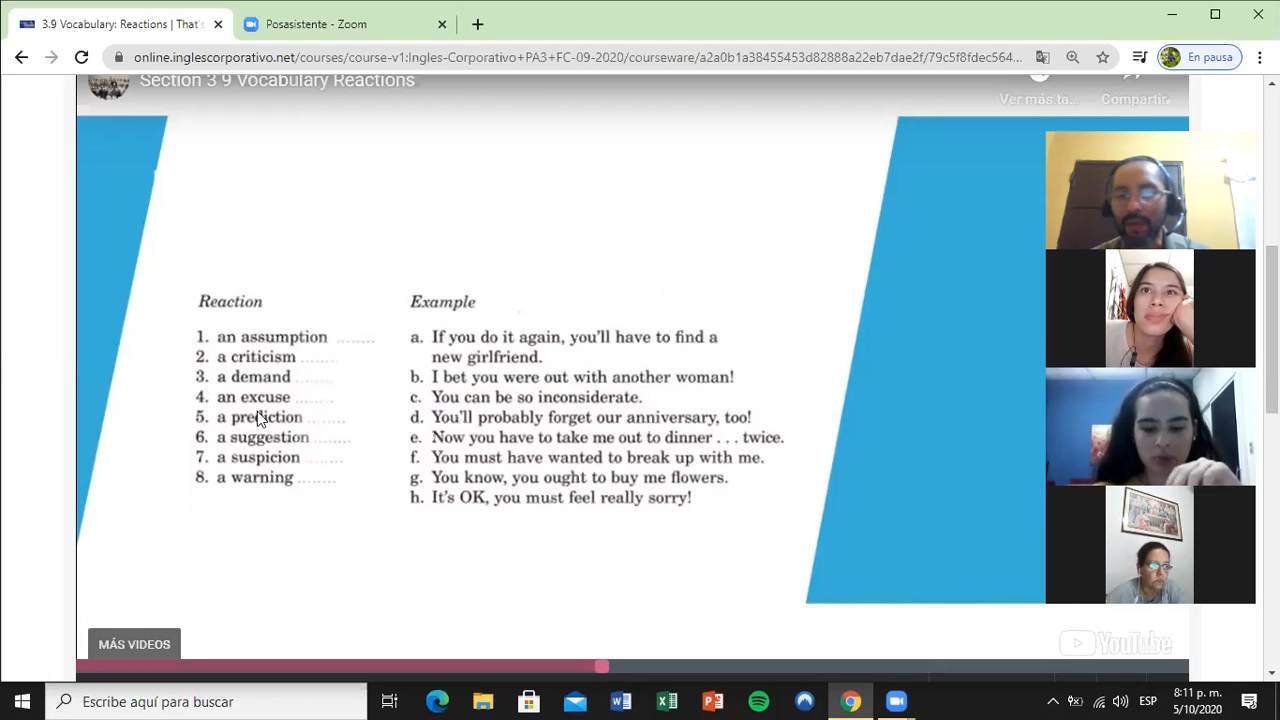 3.9 Vocabulary: Reactions | That's
Posasistente - Zoom
online.inglescorporativo.net/courses/course-v1:Ingles-Corporativo+PA3+FC-09-2020/courseware/a2a0b1a38455453d82888a22eb7dae2f/79c5f8fdec564...
En pausa
Section 3 9 Vocabulary Reactions
Ver más ta...
Compartir
Reaction
1. an assumption ........
2. a criticism ........
3. a demand ........
4. an excuse ........
5. a prediction ........
6. a suggestion ........
7. a suspicion ........
8. a warning ........
Example
a. If you do it again, you'll have to find a
new girlfriend.
b. I bet you were out with another woman!
c. You can be so inconsiderate.
d. You'll probably forget our anniversary, too!
e. Now you have to take me out to dinner . . . twice.
f. You must have wanted to break up with me.
g. You know, you ought to buy me flowers.
h. It's OK, you must feel really sorry!
MÁS VIDEOS
YouTube
Escribe aquí para buscar
ESP
8:11 p. m.
5/10/2020